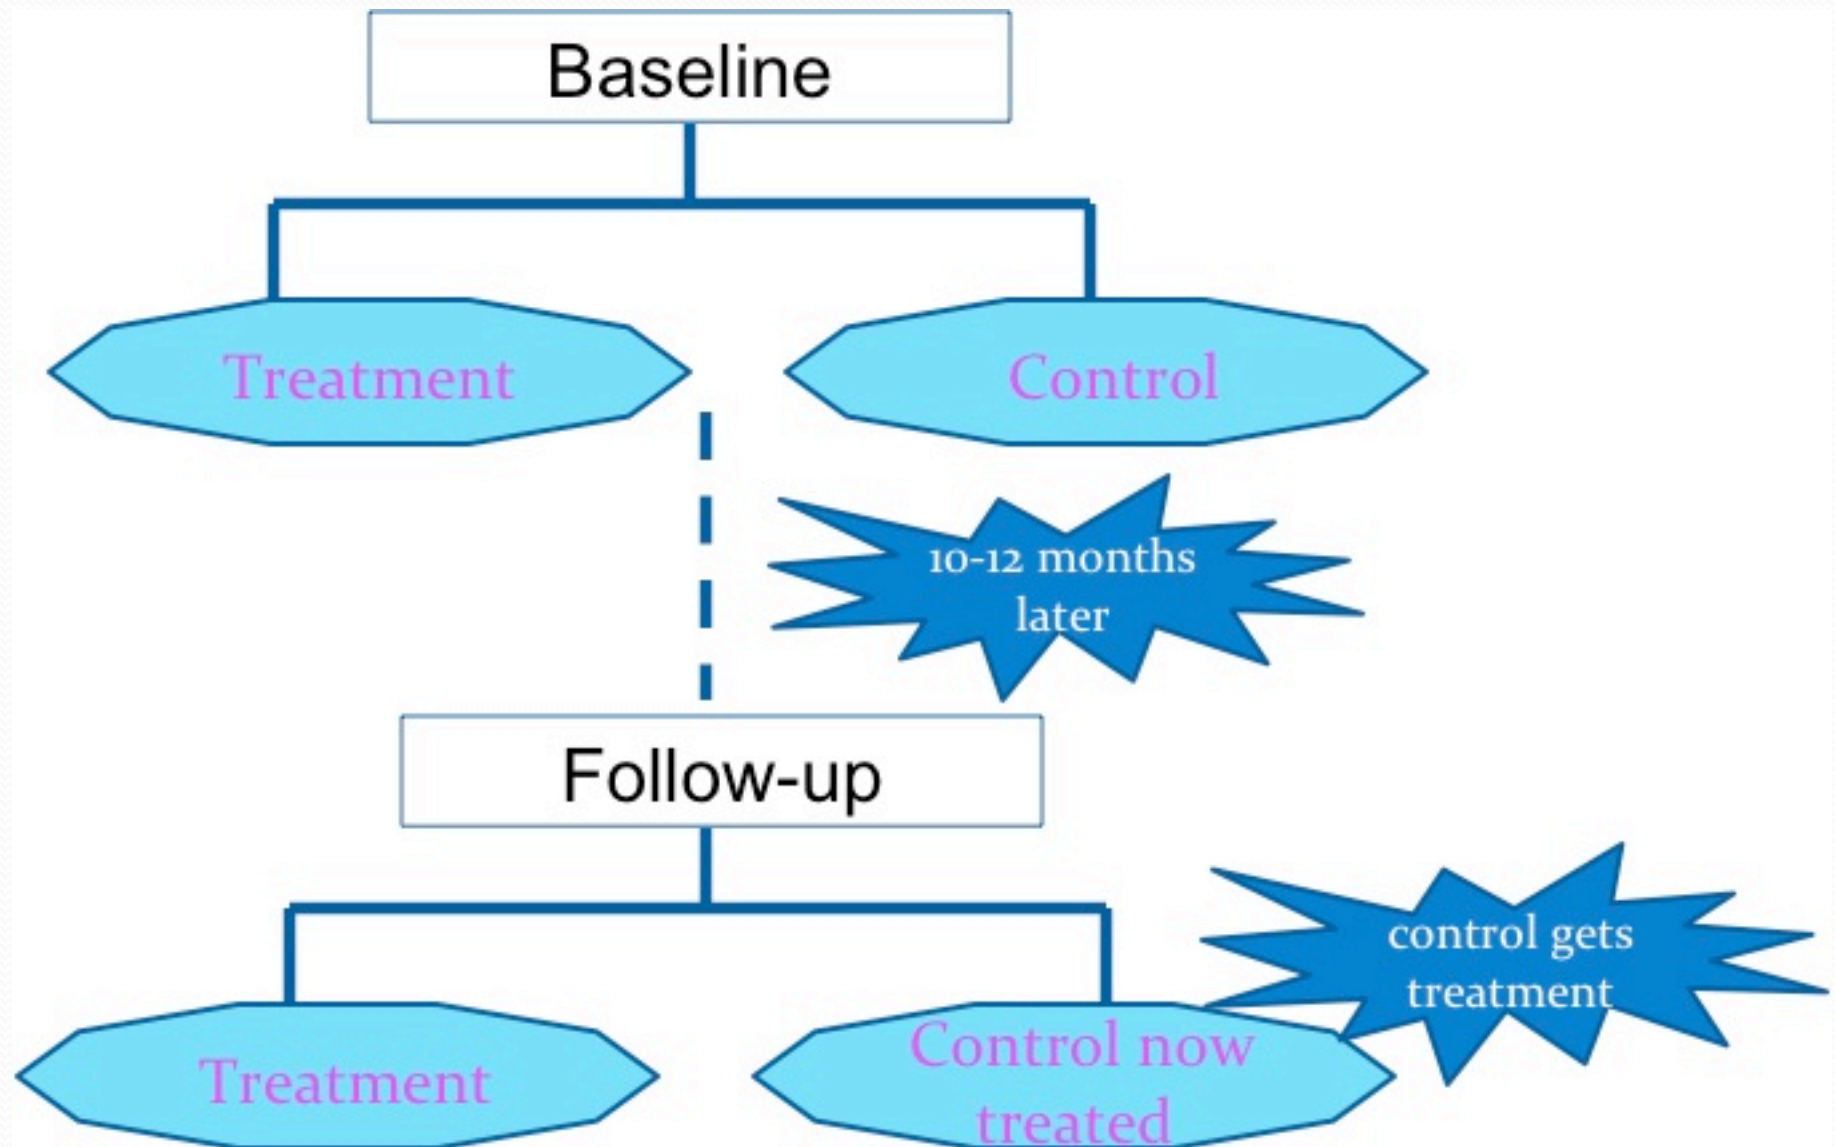 Baseline
Treatment
Control
10-12 months
later
Follow-up
control gets
treatment
Treatment
Control now
treated